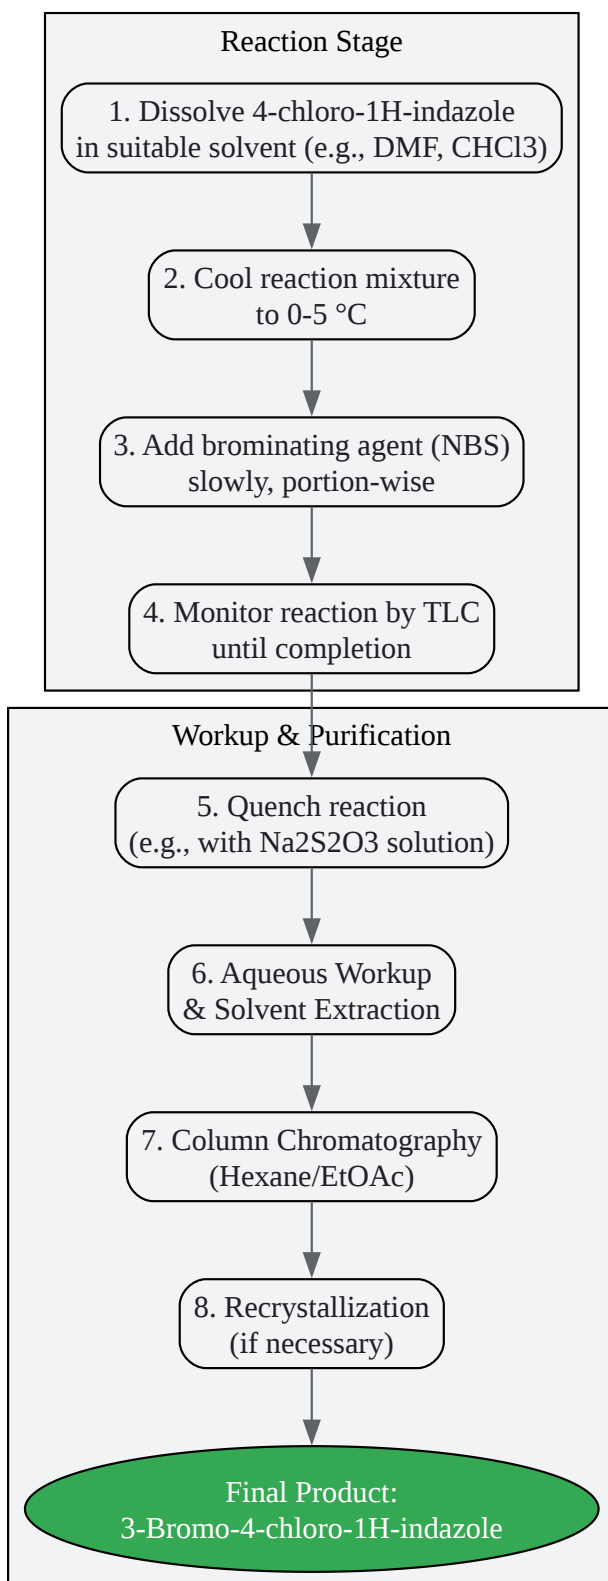 Reaction Stage
1. Dissolve 4-chloro-1H-indazole
in suitable solvent (e.g., DMF, CHCl3)
2. Cool reaction mixture
to 0-5 °C
3. Add brominating agent (NBS)
slowly, portion-wise
4. Monitor reaction by TLC
until completion
Workup & Purification
5. Quench reaction
(e.g., with Na2S2O3 solution)
6. Aqueous Workup
& Solvent Extraction
7. Column Chromatography
(Hexane/EtOAc)
8. Recrystallization
(if necessary)
Final Product:
3-Bromo-4-chloro-1H-indazole